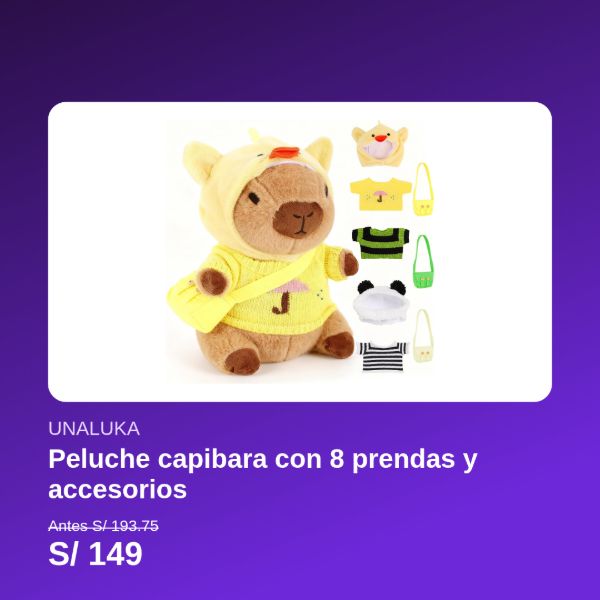 UNALUKA
Peluche capibara con 8 prendas y
accesorios
Antes S/ 193.75
S/ 149